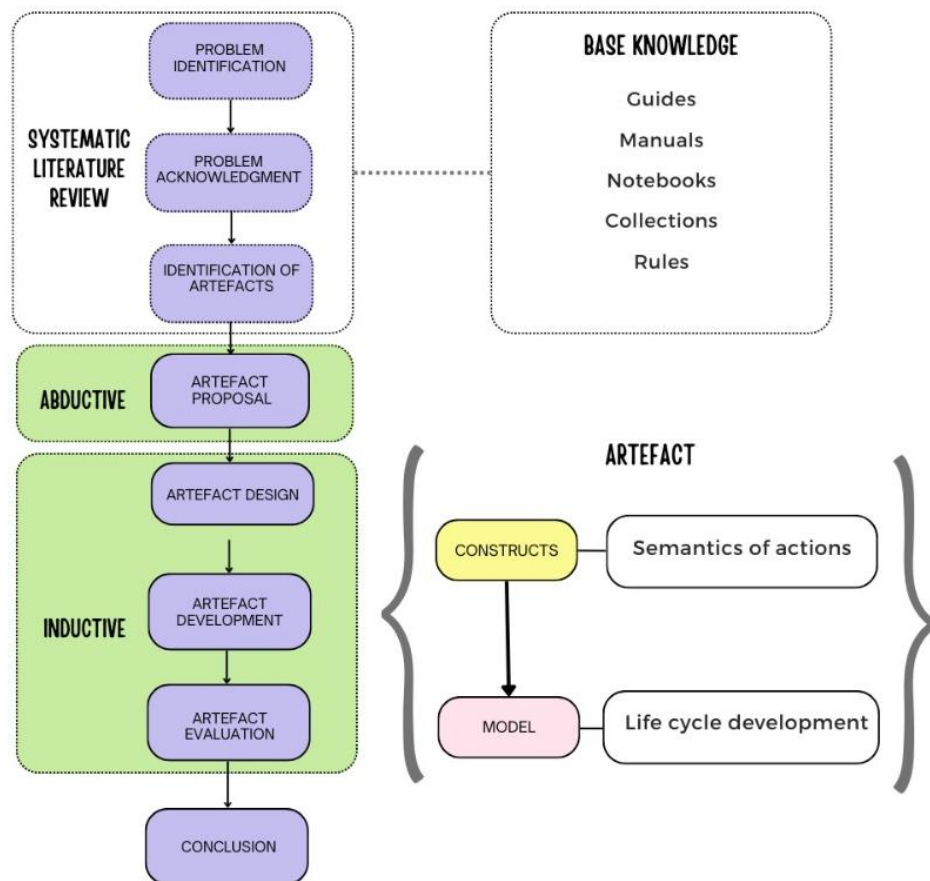 PROBLEM
IDENTIFICATION
SYSTEMATIC
LITERATURE
REVIEW
PROBLEM
ACKNOWLEDGMENT
IDENTIFICATION OF
ARTEFACTS
BASE KNOWLEDGE
Guides
Manuals
Notebooks
Collections
Rules
ABDUCTIVE
ARTEFACT
PROPOSAL
INDUCTIVE
ARTEFACT DESIGN
ARTEFACT
DEVELOPMENT
ARTEFACT
EVALUATION
CONCLUSION
ARTEFACT
CONSTRUCTS
Semantics of actions
MODEL
Life cycle development